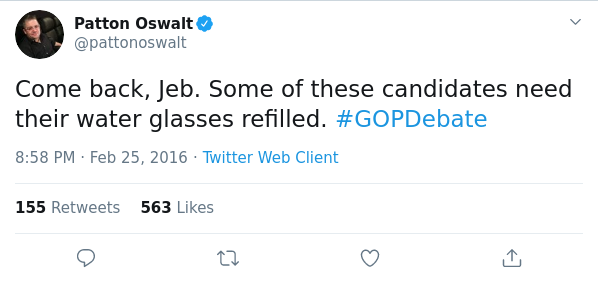 Patton Oswalt
@pattonoswalt
Come back, Jeb. Some of these candidates need
their water glasses refilled. #GOPDebate
8:58 PM · Feb 25, 2016 · Twitter Web Client
155 Retweets 563 Likes